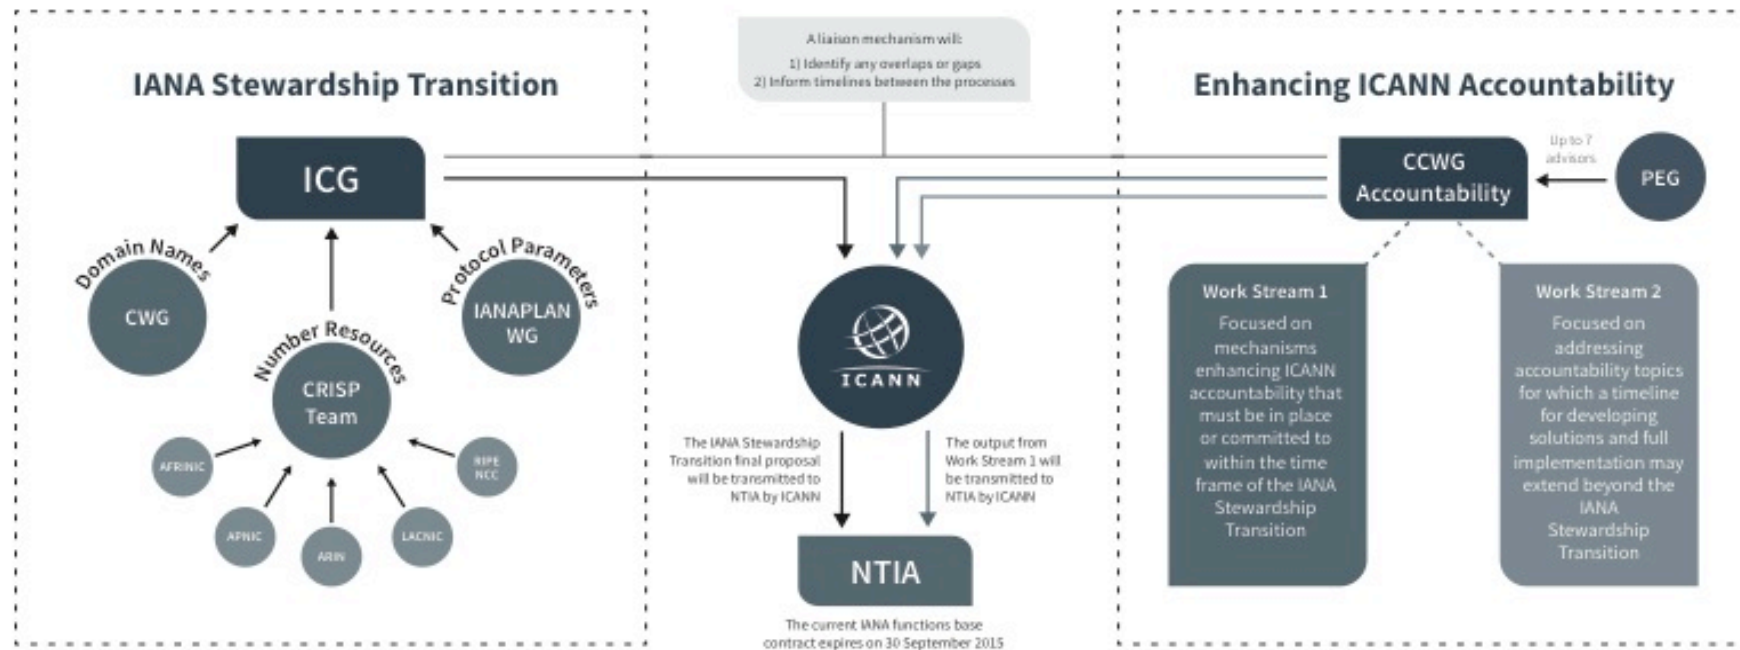 IANA Stewardship Transition
ICG
Domain Names
CWG
Protocol Parameters
IANAPLAN
WG
Number Resources
CRISP
Team
AFRINIC
APNIC
ARIN
LACNIC
RIPE
NCC
A liaison mechanism will:
1) Identify any overlaps or gaps
2) Inform timelines between the processes
ICANN
The IANA Stewardship
Transition final proposal
will be transmitted to
NTIA by ICANN
The output from
Work Stream 1 will
be transmitted to
NTIA by ICANN
NTIA
The current IANA functions base
contract expires on 30 September 2015
Enhancing ICANN Accountability
CCWG
Accountability
Up to 7
advisors
PEG
Work Stream 1
Focused on
mechanisms
enhancing ICANN
accountability that
must be in place
or committed to
within the time
frame of the IANA
Stewardship
Transition
Work Stream 2
Focused on
addressing
accountability topics
for which a timeline
for developing
solutions and full
implementation may
extend beyond the
IANA
Stewardship
Transition